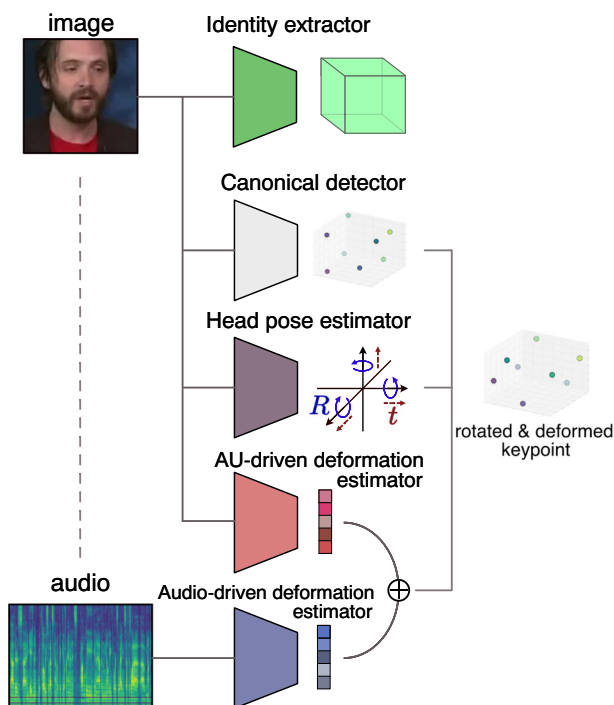 image
Identity extractor
Canonical detector
Head pose estimator
R
t
rotated & deformed
keypoint
AU-driven deformation
estimator
audio
Audio-driven deformation
estimator